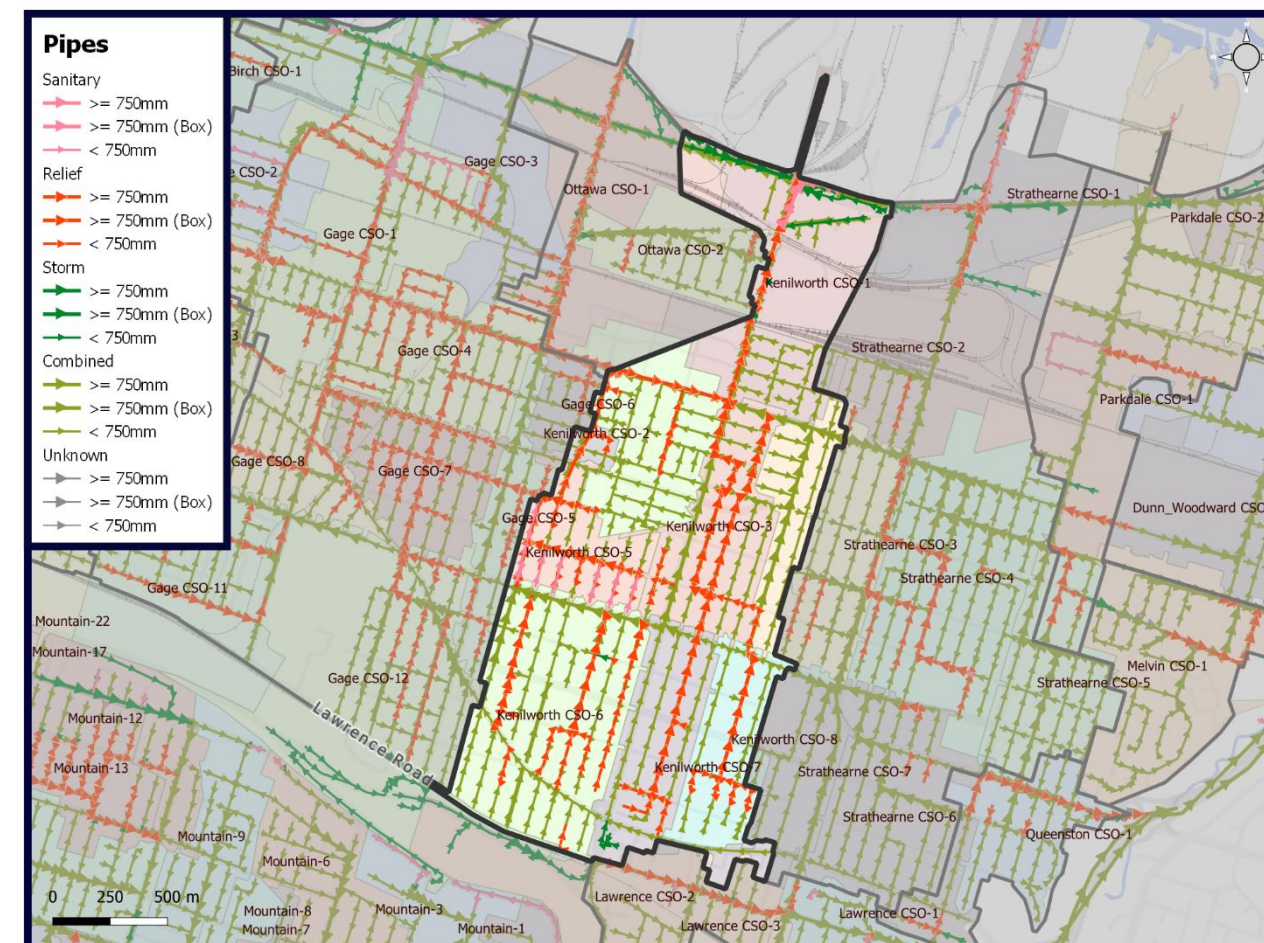 Pipes
Sanitary
>= 750mm
>= 750mm (Box)
< 750mm
Relief
>= 750mm
>= 750mm (Box)
< 750mm
Storm
>= 750mm
>= 750mm (Box)
< 750mm
Combined
>= 750mm
>= 750mm (Box)
< 750mm
Unknown
>= 750mm
>= 750mm (Box)
< 750mm
Birch CSO-1
Gage CSO-3
e CSO-2
Ottawa CSO-1
Strathearne CSO-1
Parkdale CSO-2
Gage CSO-1
Ottawa CSO-2
Kenilworth CSO-1
3
Gage CSO-4
Strathearne CSO-2
Parkdale CSO-1
Gage CSO-6
Kenilworth CSO-2
Gage CSO-8
Gage CSO-7
Dunn_Woodward CSO
Gage CSO-5
Kenilworth CSO-3
Kenilworth CSO-5
Strathearne CSO-3
Strathearne CSO-4
Gage CSO-11
Mountain-22
Mountain-17
Gage CSO-12
Melvin CSO-1
Strathearne CSO-5
Lawrence Road
Mountain-12
Kenilworth CSO-6
Kenilworth CSO-8
Mountain-13
Kenilworth CSO-7
Strathearne CSO-7
Strathearne CSO-6
Mountain-9
Queenston CSO-1
Mountain-6
0 250 500 m
Lawrence CSO-2
Mountain-8
Mountain-3
Lawrence CSO-1
Mountain-7
Mountain-1
Lawrence CSO-3